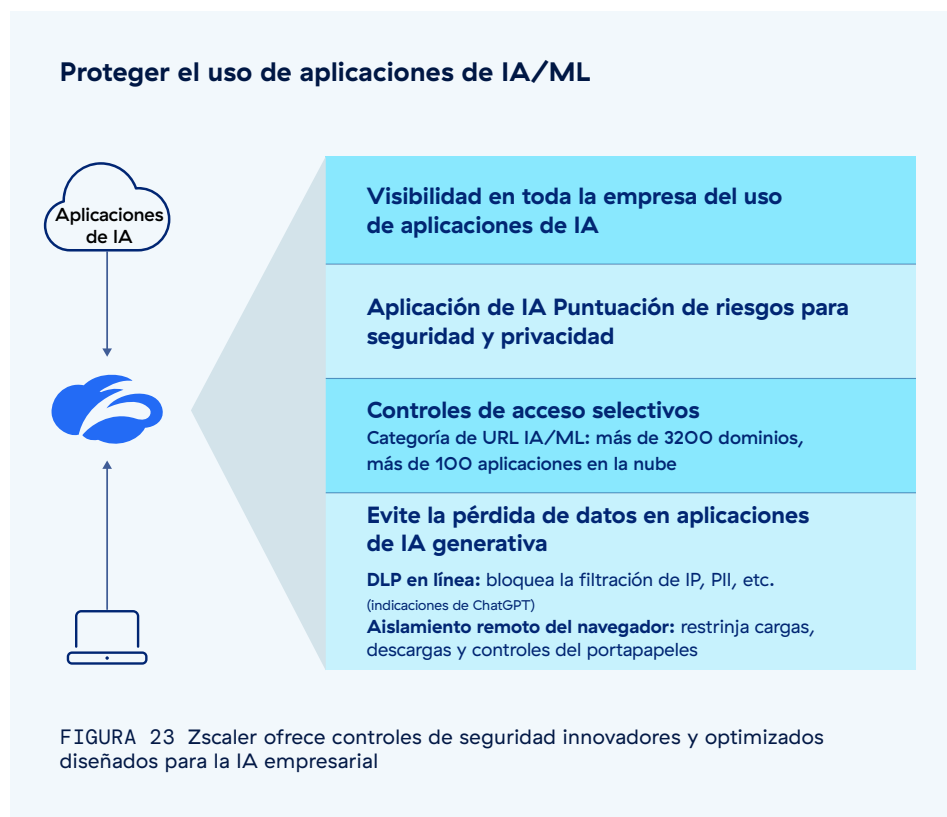 Proteger el uso de aplicaciones de IA/ML
Aplicaciones
de IA
Visibilidad en toda la empresa del uso
de aplicaciones de IA
Aplicación de IA Puntuación de riesgos para
seguridad y privacidad
Controles de acceso selectivos
Categoría de URL IA/ML: más de 3200 dominios,
más de 100 aplicaciones en la nube
Evite la pérdida de datos en aplicaciones
de IA generativa
DLP en línea: bloquea la filtración de IP, PII, etc.
(indicaciones de ChatGPT)
Aislamiento remoto del navegador: restrinja cargas,
descargas y controles del portapapeles
FIGURA 23 Zscaler ofrece controles de seguridad innovadores y optimizados
diseñados para la IA empresarial